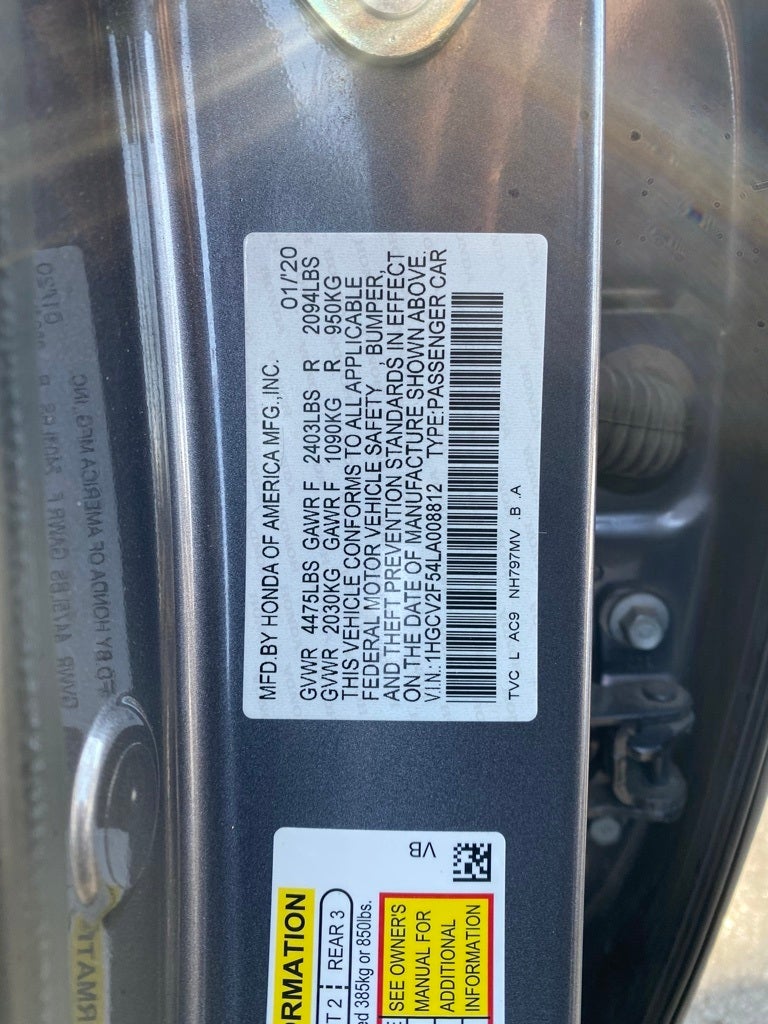 MFD.BY HONDA OF AMERICA MFG.,INC. 01/'20
GVWR 4475LBS GAWR F 2403LBS R 2094LBS
GVWR 2030KG GAWR F 1090KG R 950KG
THIS VEHICLE CONFORMS TO ALL APPLICABLE
FEDERAL MOTOR VEHICLE SAFETY , BUMPER,
AND THEFT PREVENTION STANDARDS IN EFFECT
ON THE DATE OF MANUFACTURE SHOWN ABOVE.
V.I.N.:1HGCV2F54LA008812 TYPE:PASSENGER CAR
TVC L AC9 NH797MV .B .A
VB
RMATION
T 2 REAR 3
ed 385kg or 850lbs.
SEE OWNER'S
MANUAL FOR
ADDITIONAL
INFORMATION